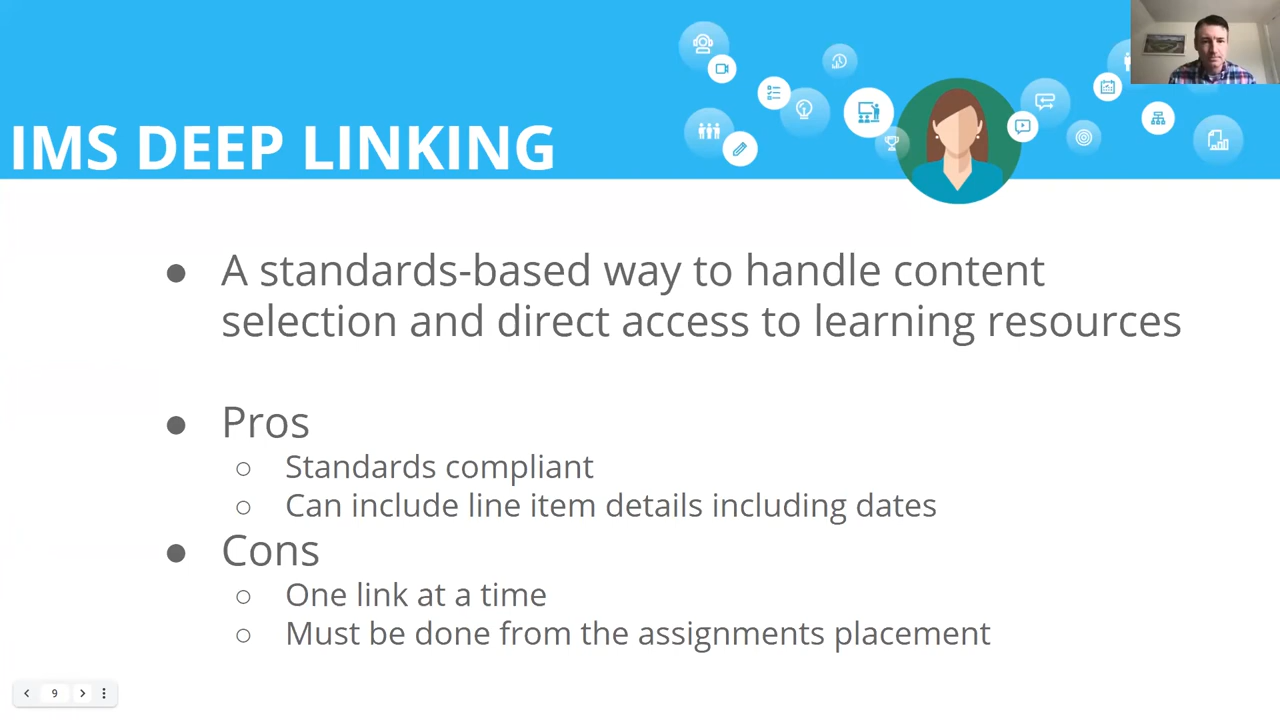 IMS DEEP LINKING
● A standards-based way to handle content
selection and direct access to learning resources
● Pros
○ Standards compliant
○ Can include line item details including dates
● Cons
○ One link at a time
○ Must be done from the assignments placement
9